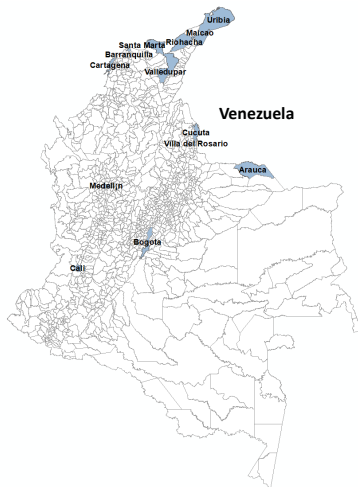 Uribia
Maicao
Riohacha
Santa Marta
Barranquilla
Cartagena
Valledupar
Venezuela
Cucuta
Villa del Rosario
Arauca
Medellin
Bogota
Cali